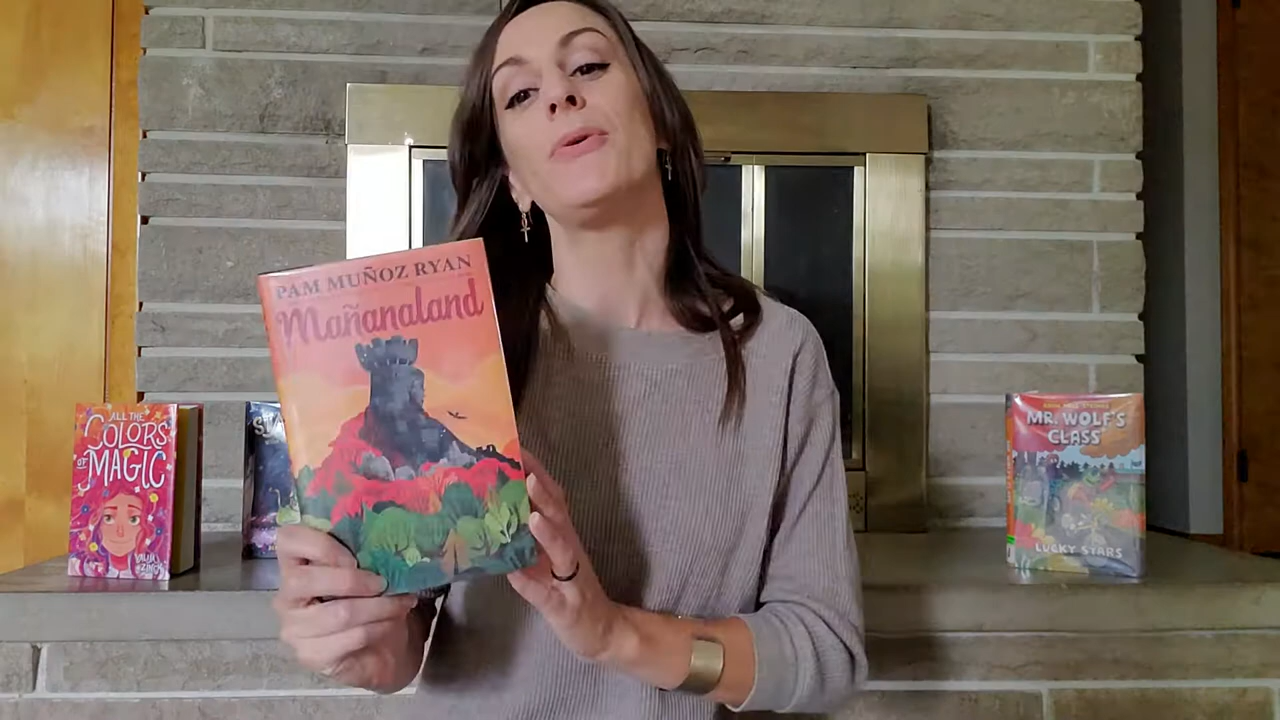 PAM MUÑOZ RYAN
Mañanaland
ALL THE
COLORS
OF
MAGIC
MR. WOLF'S
CLASS
LUCKY STARS